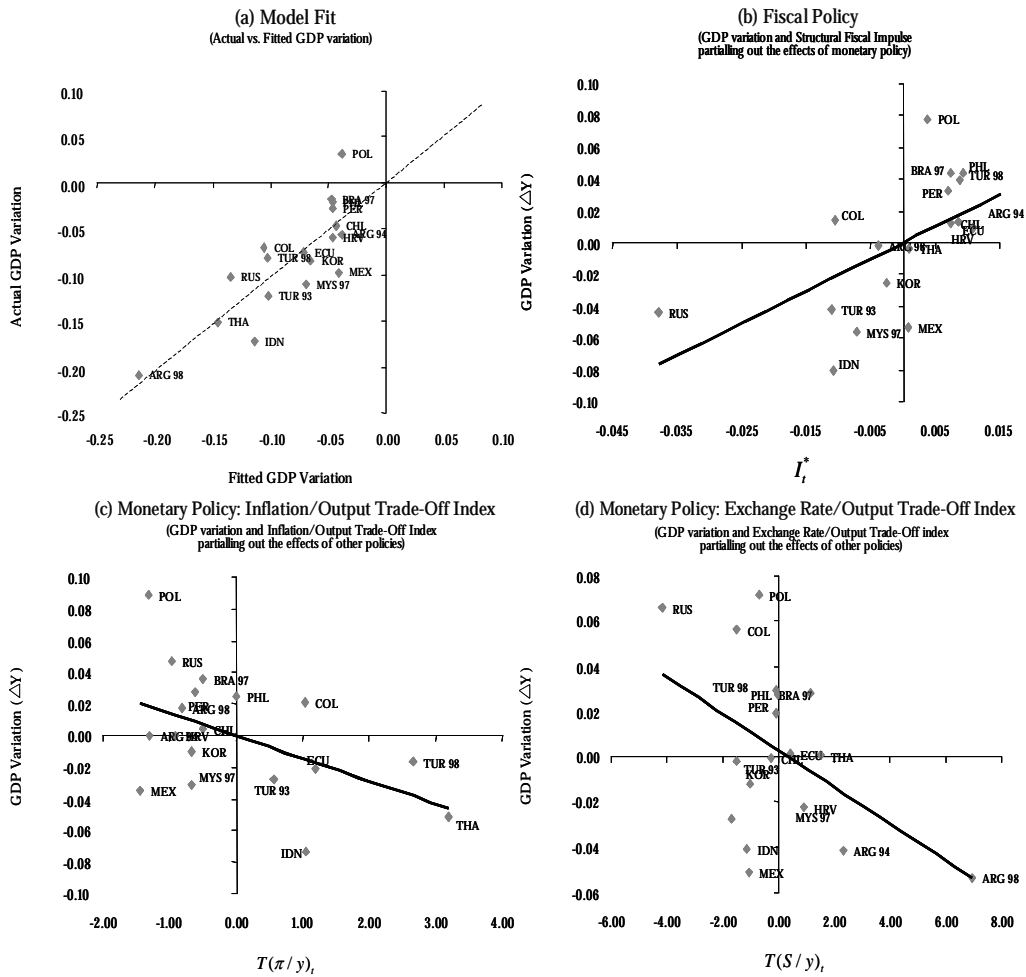 (a) Model Fit
(Actual vs. Fitted GDP variation)
0.10
0.05
0.00
-0.05
-0.10
-0.15
-0.20
-0.25
-0.25 -0.20 -0.15 -0.10 -0.05 0.00 0.05 0.10
Actual GDP Variation
Fitted GDP Variation
POL
BRA 97
PER
CHL
ARG 94
HRV
COL
ECU
TUR 98
KOR
MEX
RUS
MYS 97
TUR 93
THA
IDN
ARG 98
(b) Fiscal Policy
(GDP variation and Structural Fiscal Impulse
partialling out the effects of monetary policy)
0.10
0.08
0.06
0.04
0.02
0.00
-0.02
-0.04
-0.06
-0.08
-0.10
-0.045 -0.035 -0.025 -0.015 -0.005 0.005 0.015
GDP Variation (△Y)
I*t
POL
PHL
BRA 97
TUR 98
PER
COL
ARG 94
CHL
ECU
HRV
ARG 98
THA
KOR
RUS
TUR 93
MYS 97
MEX
IDN
(c) Monetary Policy: Inflation/Output Trade-Off Index
(GDP variation and Inflation/Output Trade-Off Index
partialling out the effects of other policies)
0.10
0.08
0.06
0.04
0.02
0.00
-0.02
-0.04
-0.06
-0.08
-0.10
-2.00 -1.00 0.00 1.00 2.00 3.00 4.00
GDP Variation (△Y)
T(π/y)t
POL
RUS
BRA 97
PHL
COL
PER
ARG 98
CHL
ARG
HRV
KOR
ECU
TUR 98
MYS 97
TUR 93
MEX
THA
IDN
(d) Monetary Policy: Exchange Rate/Output Trade-Off Index
(GDP variation and Exchange Rate/Output Trade-Off index
partialling out the effects of other policies)
0.08
0.06
0.04
0.02
0.00
-0.02
-0.04
-0.06
-6.00 -4.00 -2.00 0.00 2.00 4.00 6.00 8.00
GDP Variation (△Y)
T(S/y)t
POL
RUS
COL
TUR 98
PHL
BRA 97
PER
ECU
THA
CHL
TUR 93
KOR
HRV
MYS 97
IDN
ARG 94
MEX
ARG 98